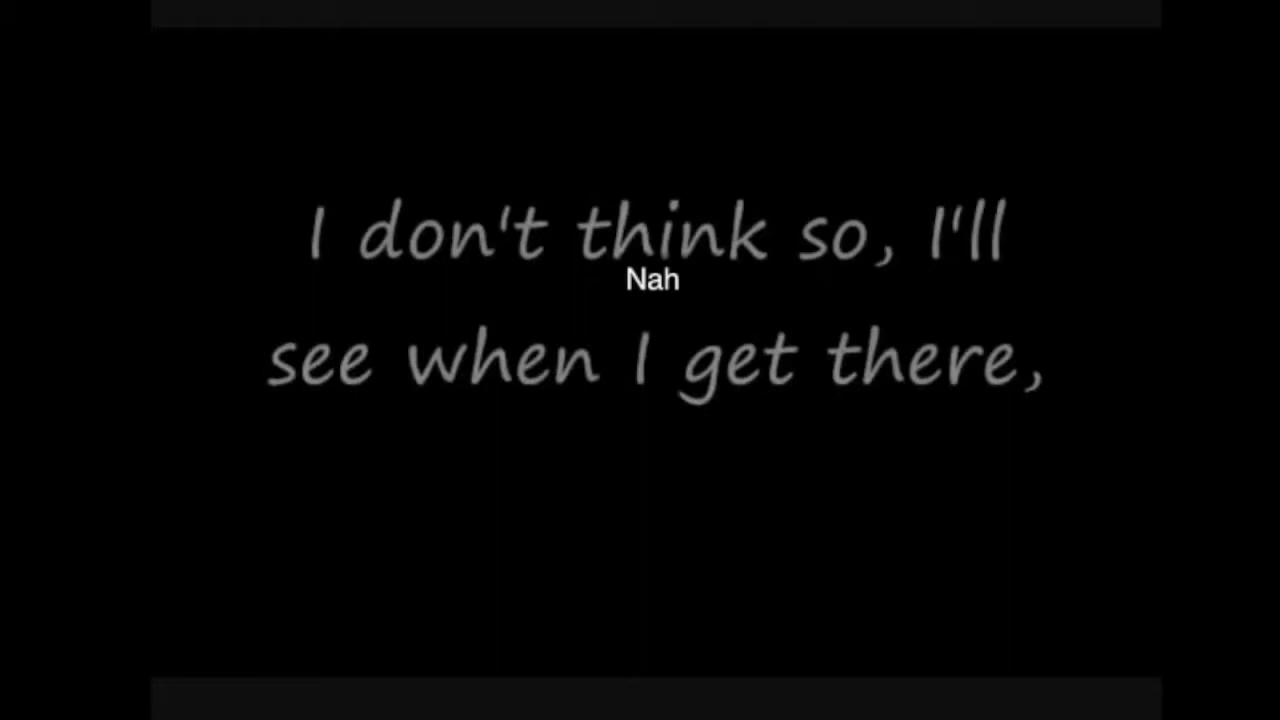 I don't think so, I'll
Nah
see when I get there,